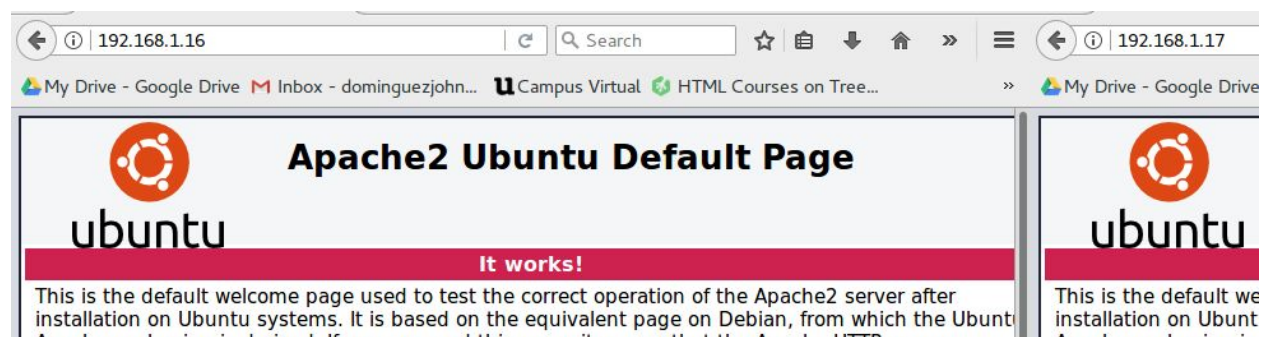 192.168.1.16
Search
My Drive - Google Drive
Inbox - dominguezjohn...
Campus Virtual
HTML Courses on Tree...
»
Apache2 Ubuntu Default Page
ubuntu
It works!
This is the default welcome page used to test the correct operation of the Apache2 server after
installation on Ubuntu systems. It is based on the equivalent page on Debian, from which the Ubuntu
192.168.1.17
My Drive - Google Drive
ubuntu
This is the default we
installation on Ubunt